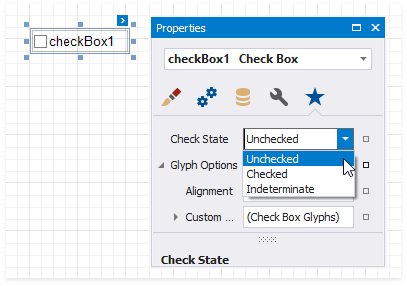 checkBox1
Properties
checkBox1 Check Box
Check State
Unchecked
Unchecked
Glyph Options
Checked
Indeterminate
Alignment
Custom ...
(Check Box Glyphs)
Check State